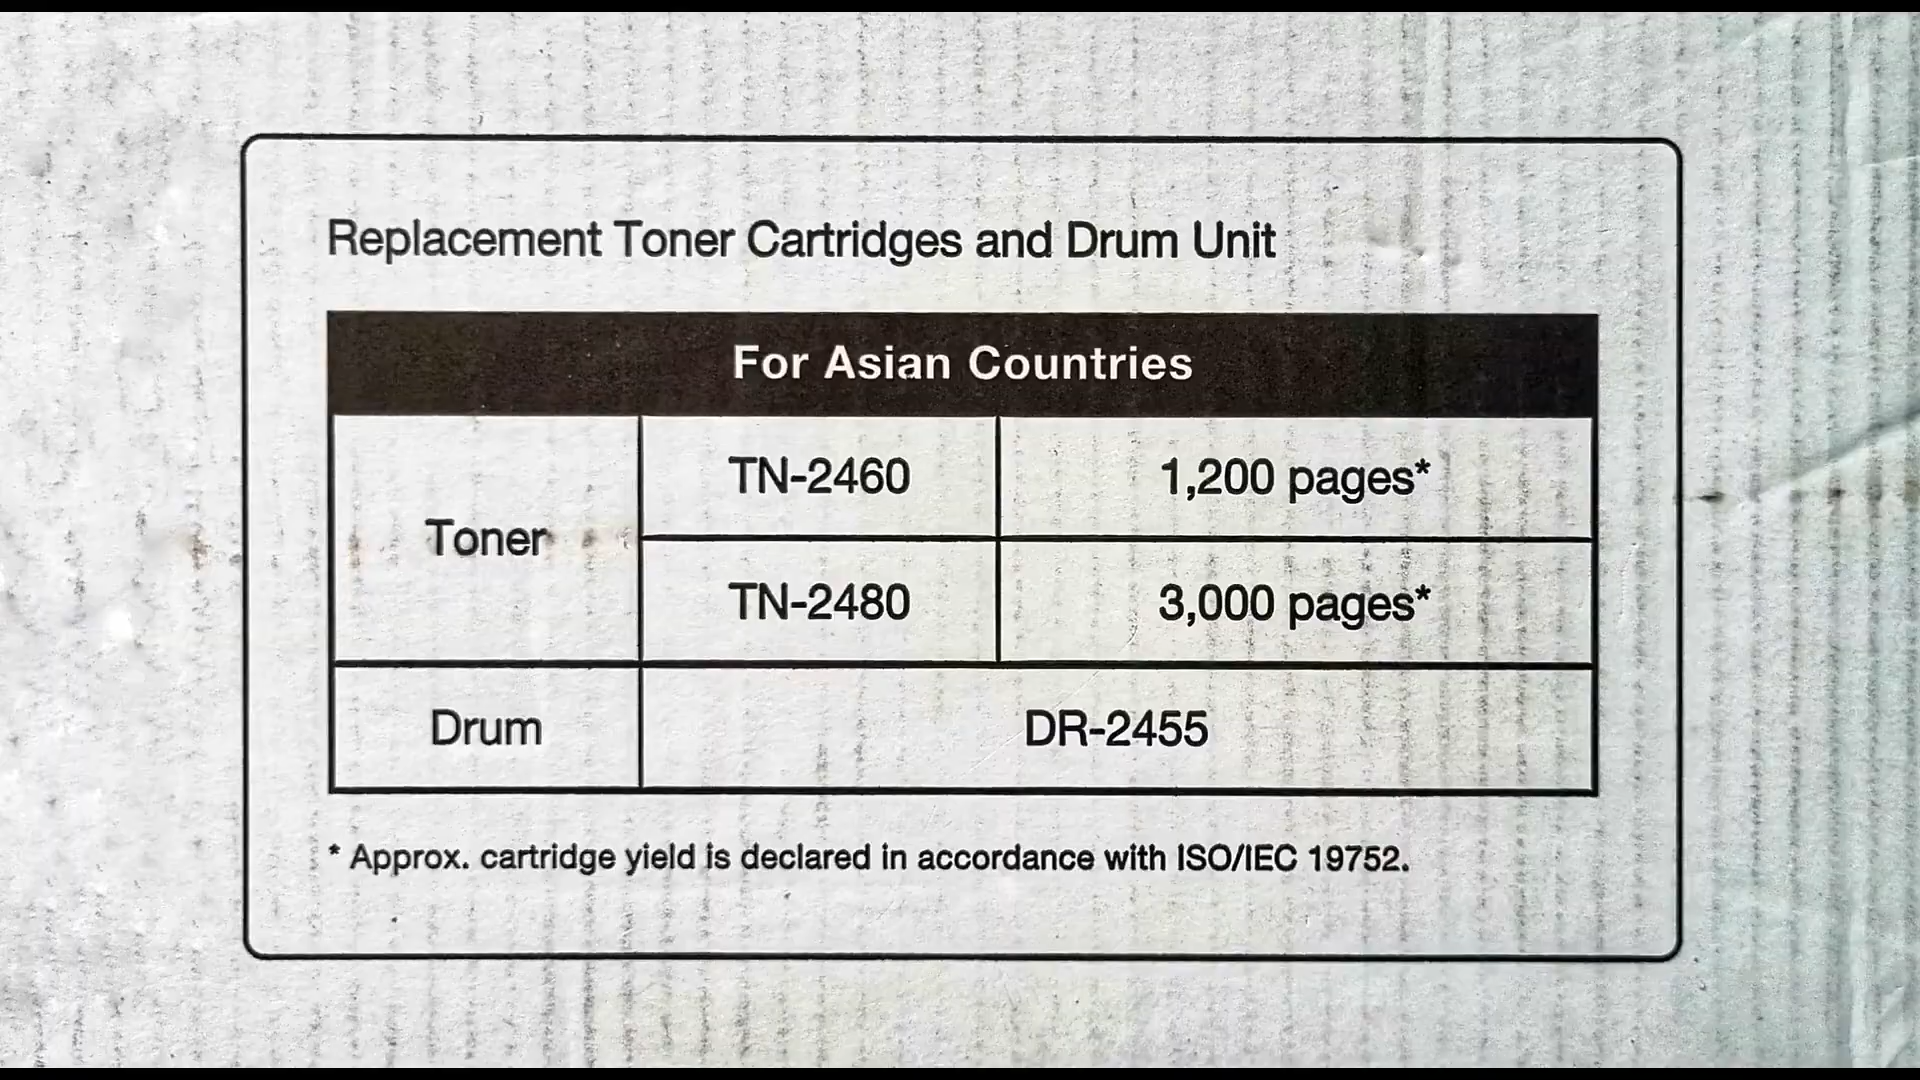 Replacement Toner Cartridges and Drum Unit
For Asian Countries
Toner
TN-2460
1,200 pages*
TN-2480
3,000 pages*
Drum
DR-2455
* Approx. cartridge yield is declared in accordance with ISO/IEC 19752.